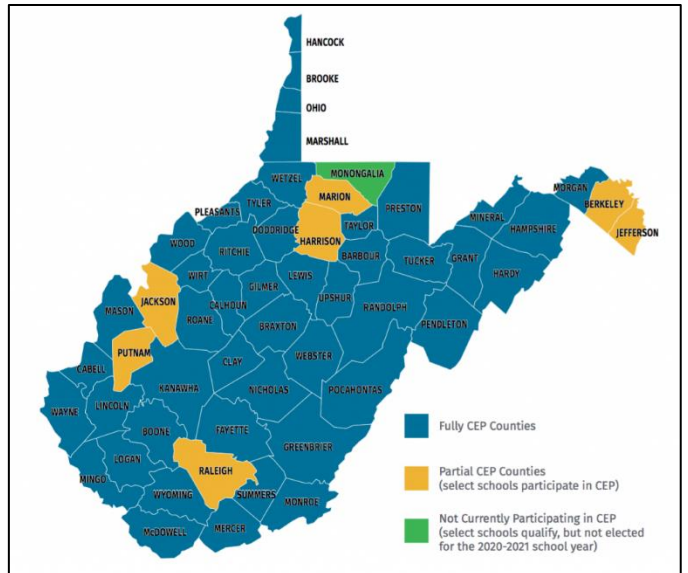 HANCOCK
BROOKE
OHIO
MARSHALL
WETZEL
MONONGALIA
MARION
MORGAN
BERKELEY
JEFFERSON
TYLER
PLEASANTS
PRESTON
MINERAL
HAMPSHIRE
DODDRIDGE
HARRISON
TAYLOR
WOOD
RITCHIE
BARBOUR
TUCKER
GRANT
HARDY
WIRT
LEWIS
GILMER
UPSHUR
RANDOLPH
JACKSON
MASON
ROANE
CALHOUN
BRAXTON
PENDLETON
PUTNAM
CLAY
WEBSTER
CABELL
KANAWHA
NICHOLAS
POCAHONTAS
WAYNE
LINCOLN
BOONE
FAYETTE
GREENBRIER
LOGAN
MINGO
RALEIGH
WYOMING
SUMMERS
MONROE
McDOWELL
MERCER
Fully CEP Counties
Partial CEP Counties
(select schools participate in CEP)
Not Currently Participating in CEP
(select schools qualify, but not elected
for the 2020-2021 school year)